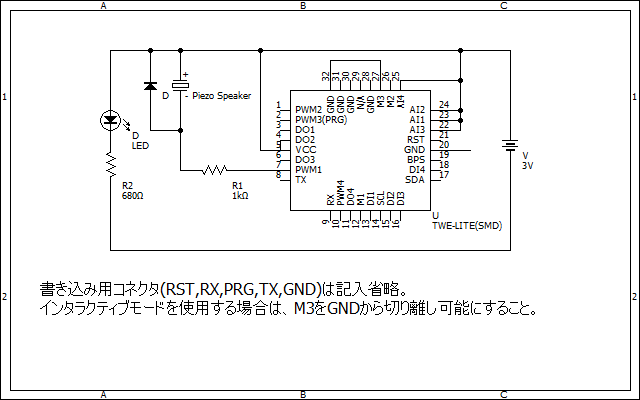 A B C
1 1
2 2
+
D
- Piezo Speaker
D
LED
R2
680Ω
R1
1kΩ
32 31 30 29 28 27 26 25
GND GND GND N/A GND M3 M2 AI4
1 PWM2
2 PWM3(PRG)
3 DO1
4 DO2
5 VCC
6 DO3
7 PWM1
8 TX
AI2 24
AI1 23
AI3 22
RST 21
GND 20
BPS 19
DI4 18
SDA 17
RX PWM4 DO4 M1 DI1 SCL DI2 DI3
9 10 11 12 13 14 15 16
U
TWE-LITE(SMD)
V
3V
書き込み用コネクタ(RST,RX,PRG,TX,GND)は記入省略。
インタラクティブモードを使用する場合は、M3をGNDから切り離し可能にすること。
A B C